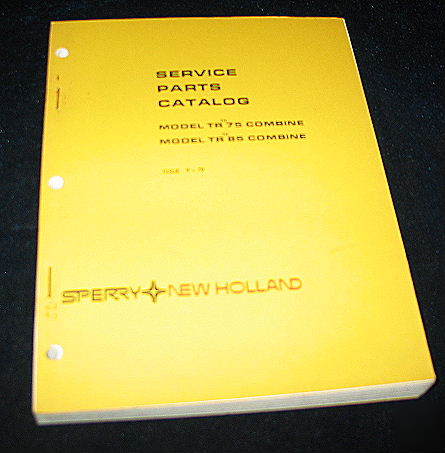 SERVICE
PARTS
CATALOG
MODEL TR 75 COMBINE
MODEL TR 85 COMBINE
SPERRY NEW HOLLAND